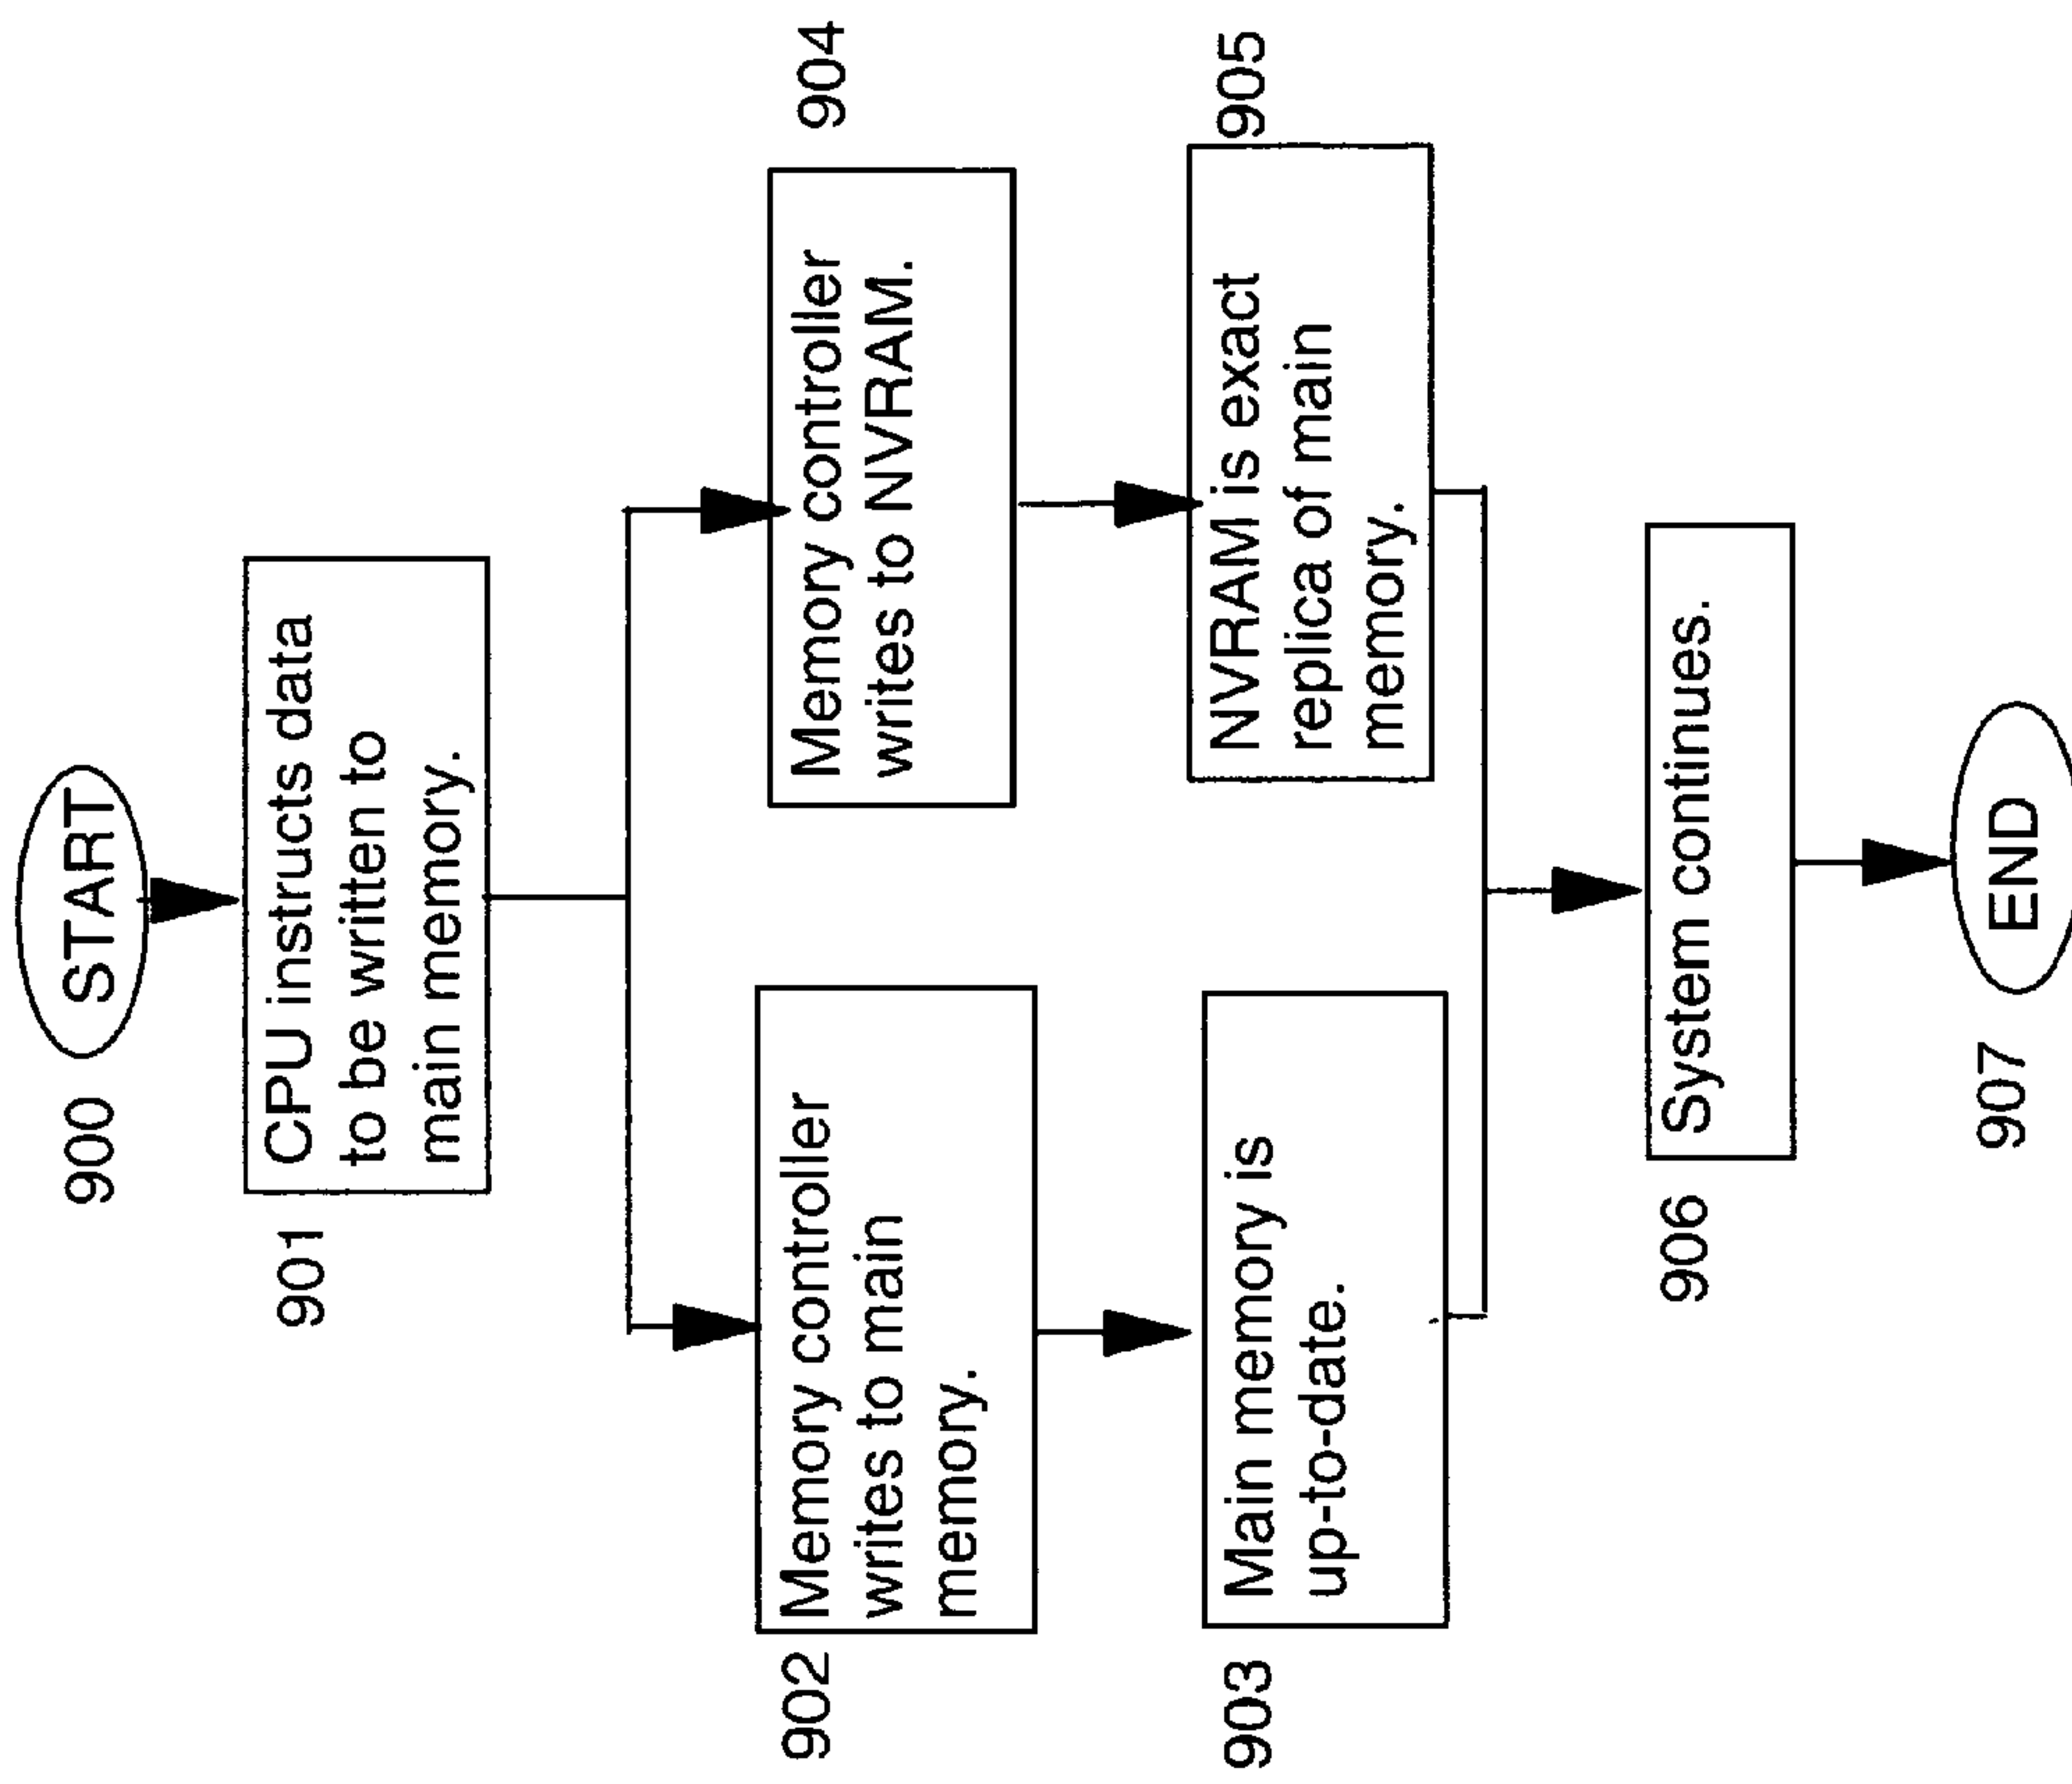 900 START
901 CPU instructs data
to be written to
main memory.
902 Memory controller
writes to main
memory.
Memory controller 904
writes to NVRAM.
903 Main memory is
up-to-date.
NVRAM is exact 905
replica of main
memory.
906 System continues.
907 END